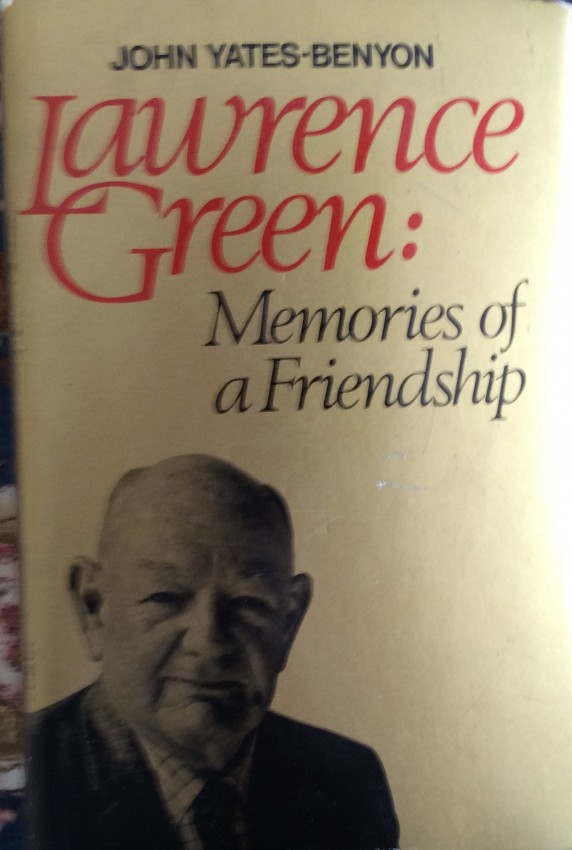 JOHN YATES-BENYON
Lawrence
Green:
Memories of
a Friendship